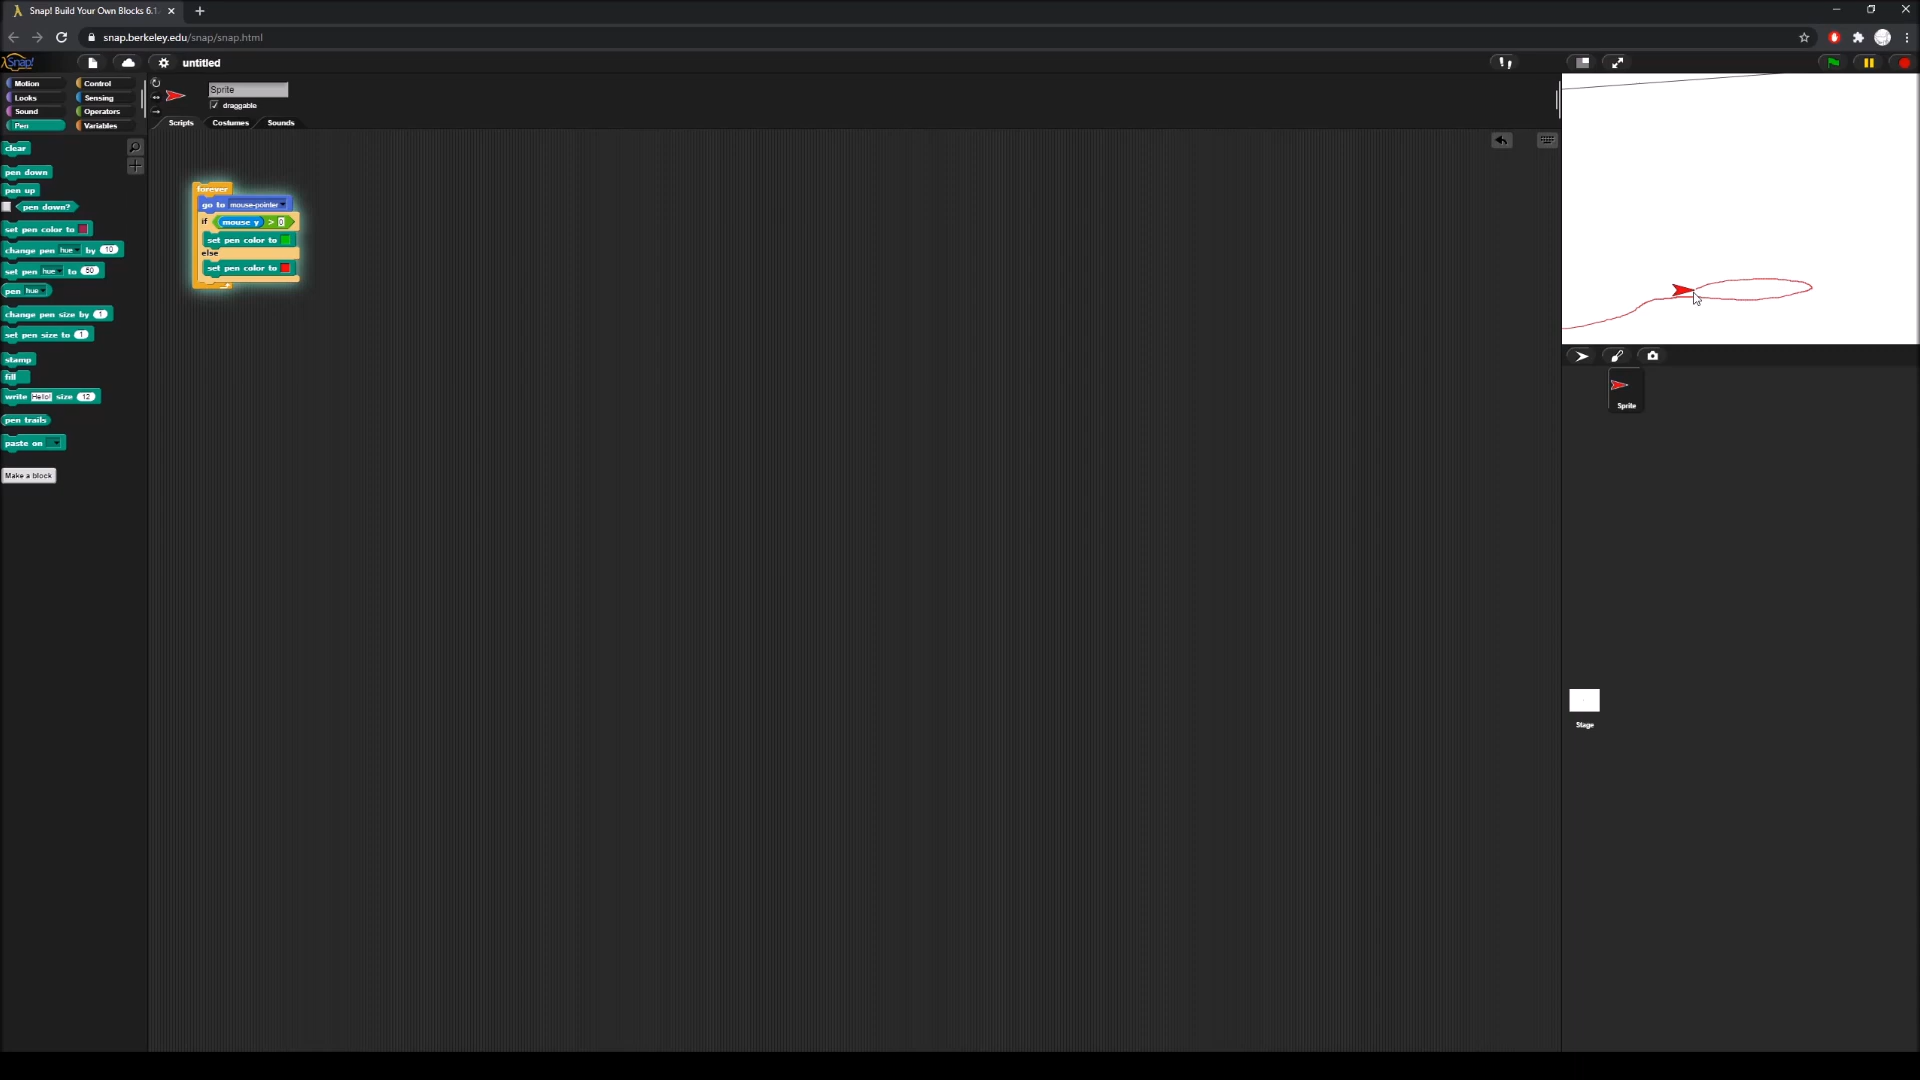 Snap! Build Your Own Blocks 6.1.
snap.berkeley.edu/snap/snap.html
Snap! untitled
Motion Control
Looks Sensing
Sound Operators
Pen Variables
Sprite
draggable
Scripts Costumes Sounds
clear
pen down
pen up
pen down?
set pen color to
change pen hue by 10
set pen hue to 50
pen hue
change pen size by 1
set pen size to 1
stamp
fill
write Hello! size 12
pen trails
paste on
Make a block
forever
go to mouse-pointer
if mouse y > 0
set pen color to
else
set pen color to
Sprite
Stage